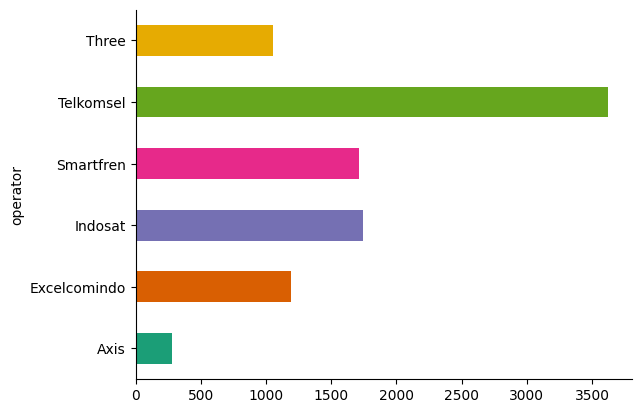 Three
Telkomsel
Smartfren
Indosat
Excelcomindo
Axis
operator
0 500 1000 1500 2000 2500 3000 3500